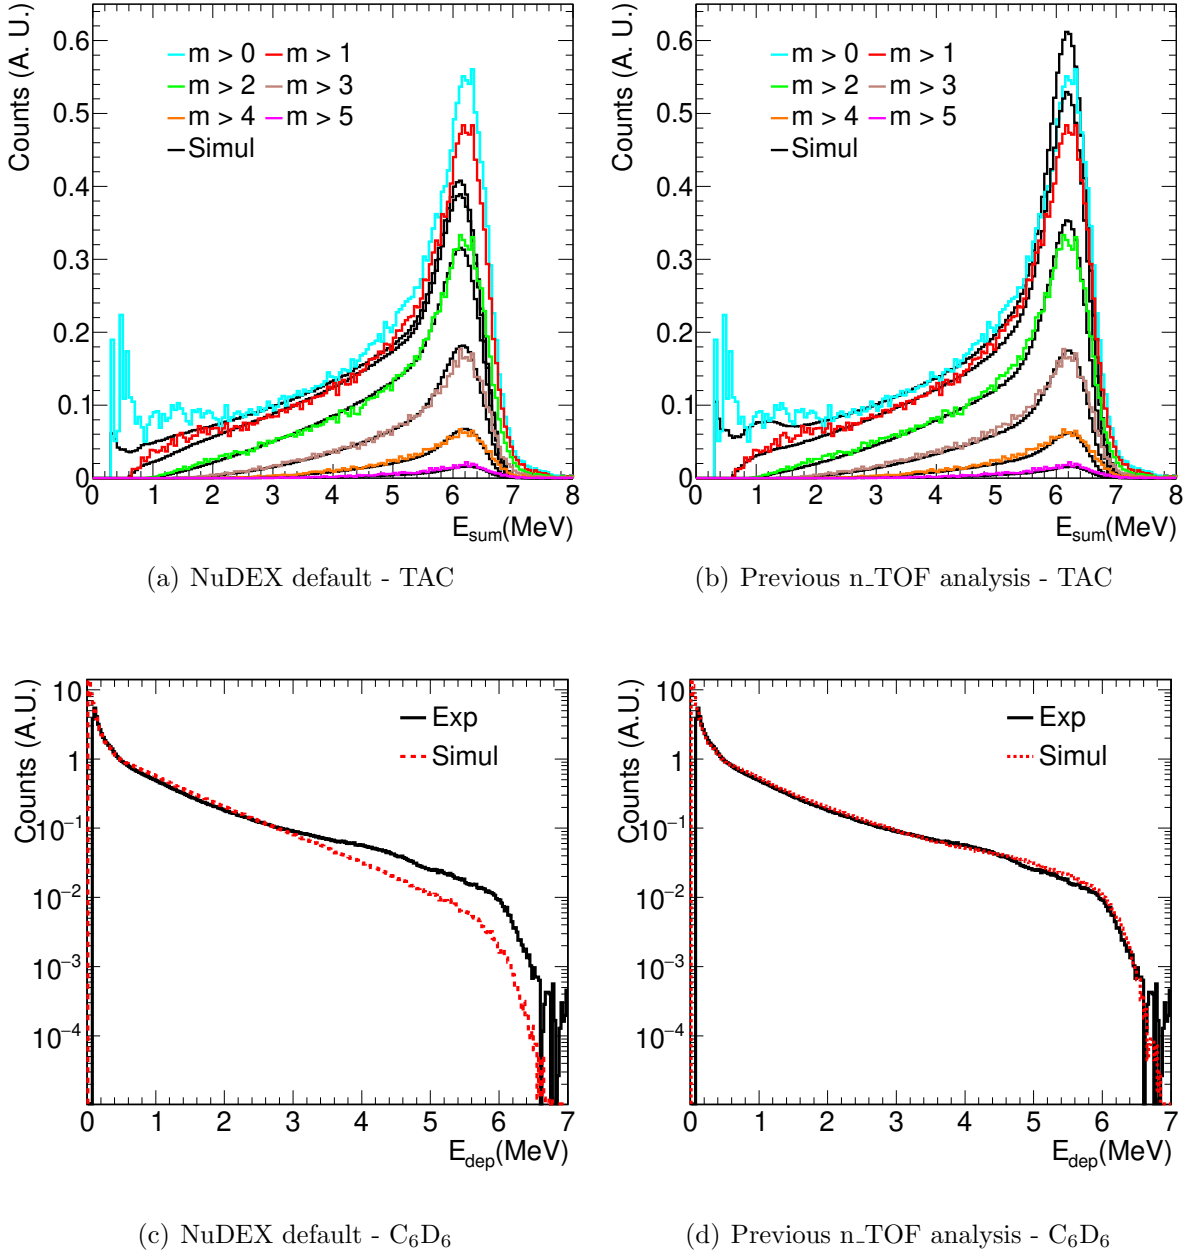 Counts (A. U.)
0.6
0.5
0.4
0.3
0.2
0.1
0
m > 0 m > 1
m > 2 m > 3
m > 4 m > 5
Simul
0 1 2 3 4 5 6 7 8
E_sum(MeV)
(a) NuDEX default - TAC
Counts (A. U.)
0.6
0.5
0.4
0.3
0.2
0.1
0
m > 0 m > 1
m > 2 m > 3
m > 4 m > 5
Simul
0 1 2 3 4 5 6 7 8
E_sum(MeV)
(b) Previous n_TOF analysis - TAC
Counts (A.U.)
10
1
10⁻¹
10⁻²
10⁻³
10⁻⁴
Exp
Simul
0 1 2 3 4 5 6 7
E_dep(MeV)
(c) NuDEX default - C₆D₆
Counts (A.U.)
10
1
10⁻¹
10⁻²
10⁻³
10⁻⁴
Exp
Simul
0 1 2 3 4 5 6 7
E_dep(MeV)
(d) Previous n_TOF analysis - C₆D₆